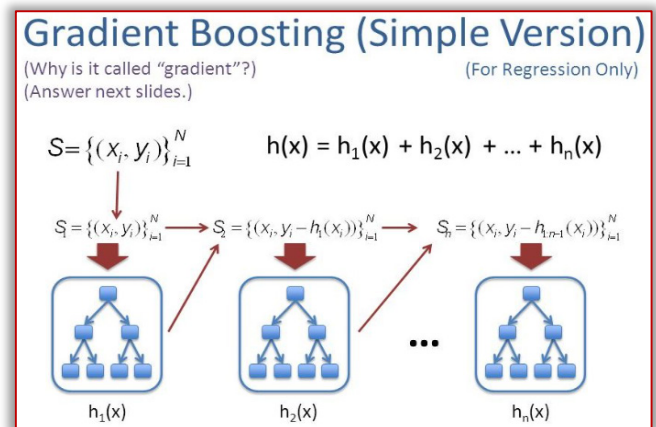 Gradient Boosting (Simple Version)
(Why is it called “gradient”?) (For Regression Only)
(Answer next slides.)
S={(xᵢ, yᵢ)}ᵢ₌₁ᴺ h(x) = h₁(x) + h₂(x) + ... + hₙ(x)
S₁={(xᵢ,yᵢ)}ᵢ₌₁ᴺ S₂={(xᵢ, yᵢ – h₁(xᵢ))}ᵢ₌₁ᴺ Sₙ={(xᵢ, yᵢ – h₁:ₙ₋₁(xᵢ))}ᵢ₌₁ᴺ
...
h₁(x) h₂(x) hₙ(x)